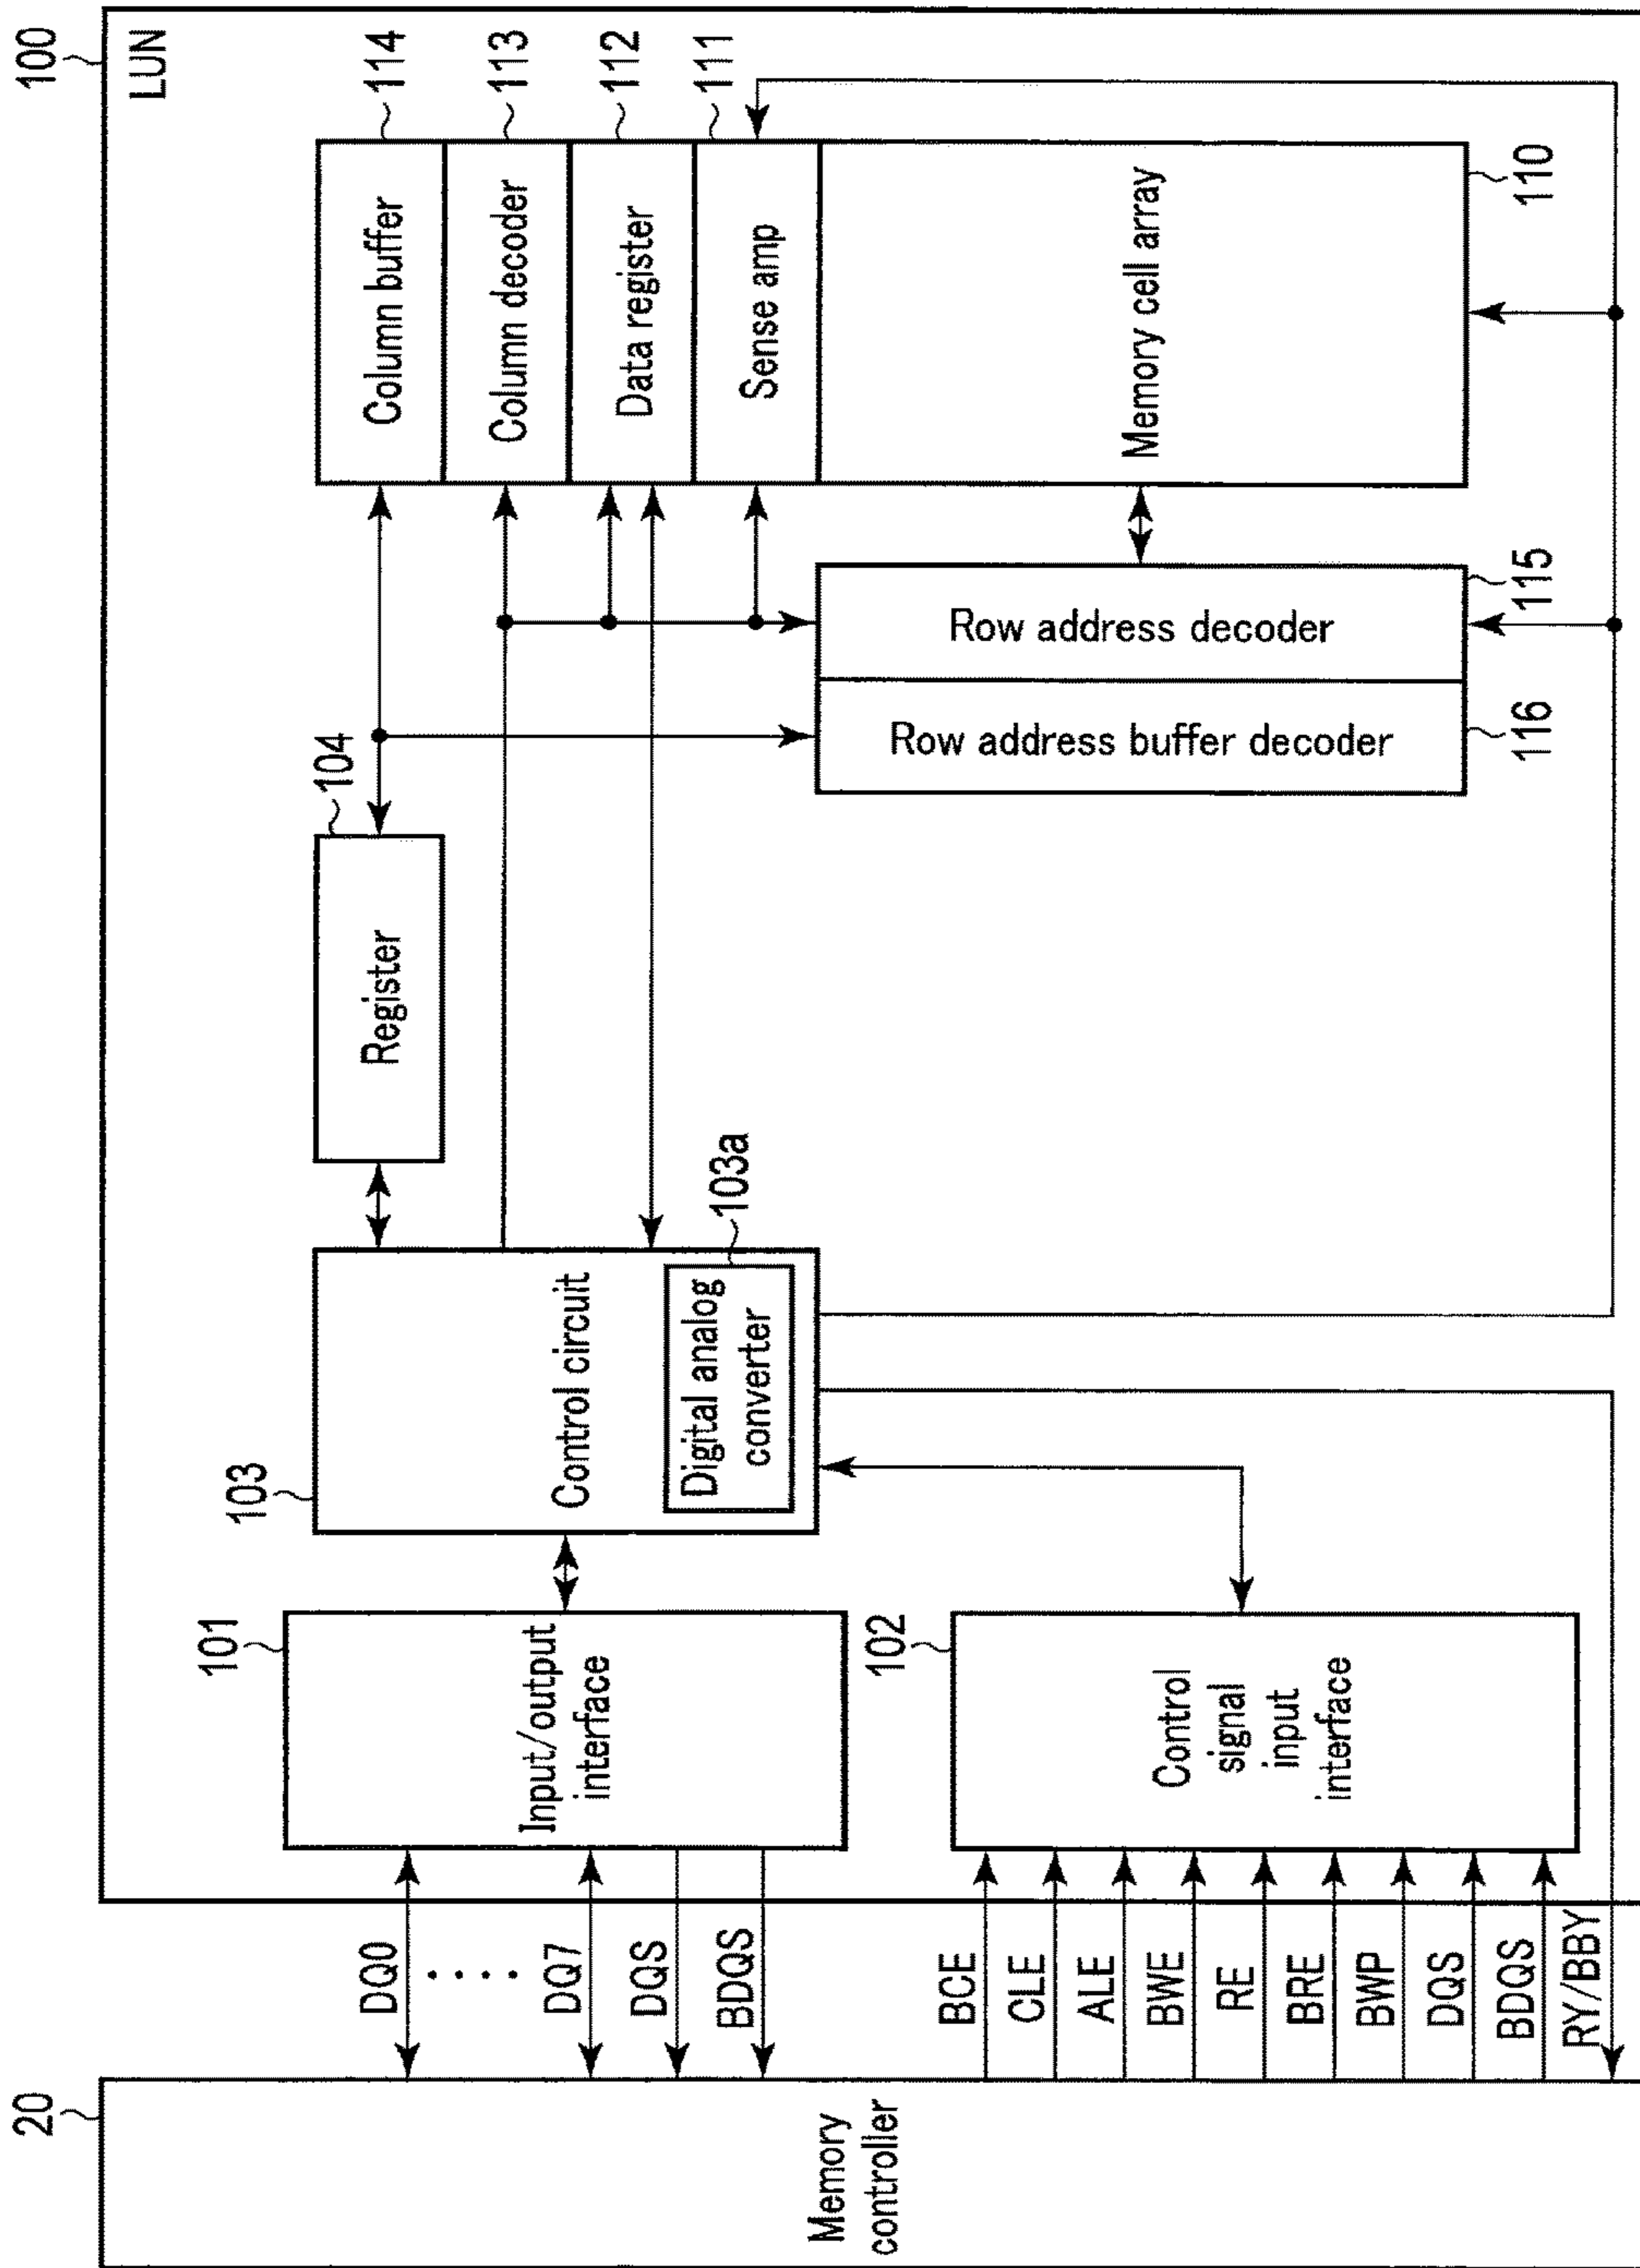 20
Memory
controller
DQ0
DQ7
DQS
BDQS
BCE
CLE
ALE
BWE
RE
BRE
BWP
DQS
BDQS
RY/BBY
100
LUN
101
Input/output
interface
102
Control
signal
input
interface
103
Control circuit
103a
Digital analog
converter
104
Register
114
Column buffer
113
Column decoder
112
Data register
111
Sense amp
110
Memory cell array
115
Row address decoder
116
Row address buffer decoder